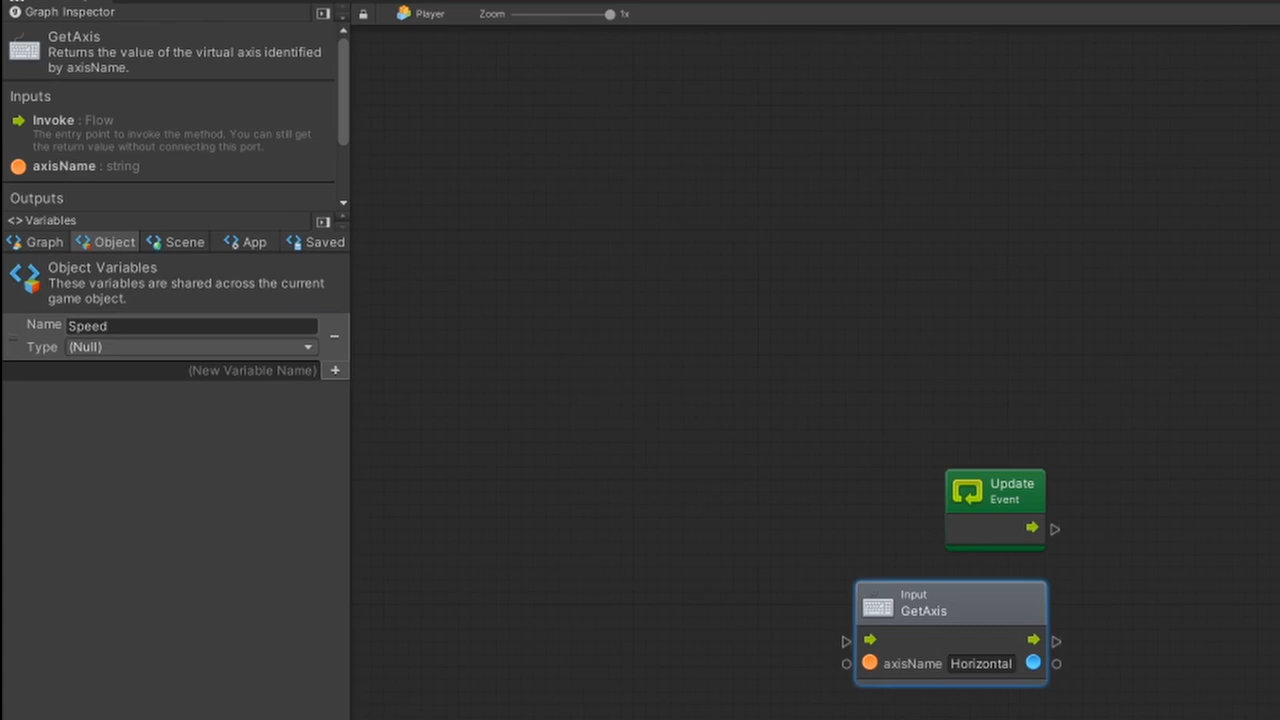 Graph Inspector
Player
Zoom
1x
GetAxis
Returns the value of the virtual axis identified
by axisName.
Inputs
Invoke : Flow
The entry point to invoke the method. You can still get
the return value without connecting this port.
axisName : string
Outputs
<> Variables
Graph
Object
Scene
App
Saved
Object Variables
These variables are shared across the current
game object.
Name Speed
Type (Null)
(New Variable Name) +
Update
Event
Input
GetAxis
axisName Horizontal